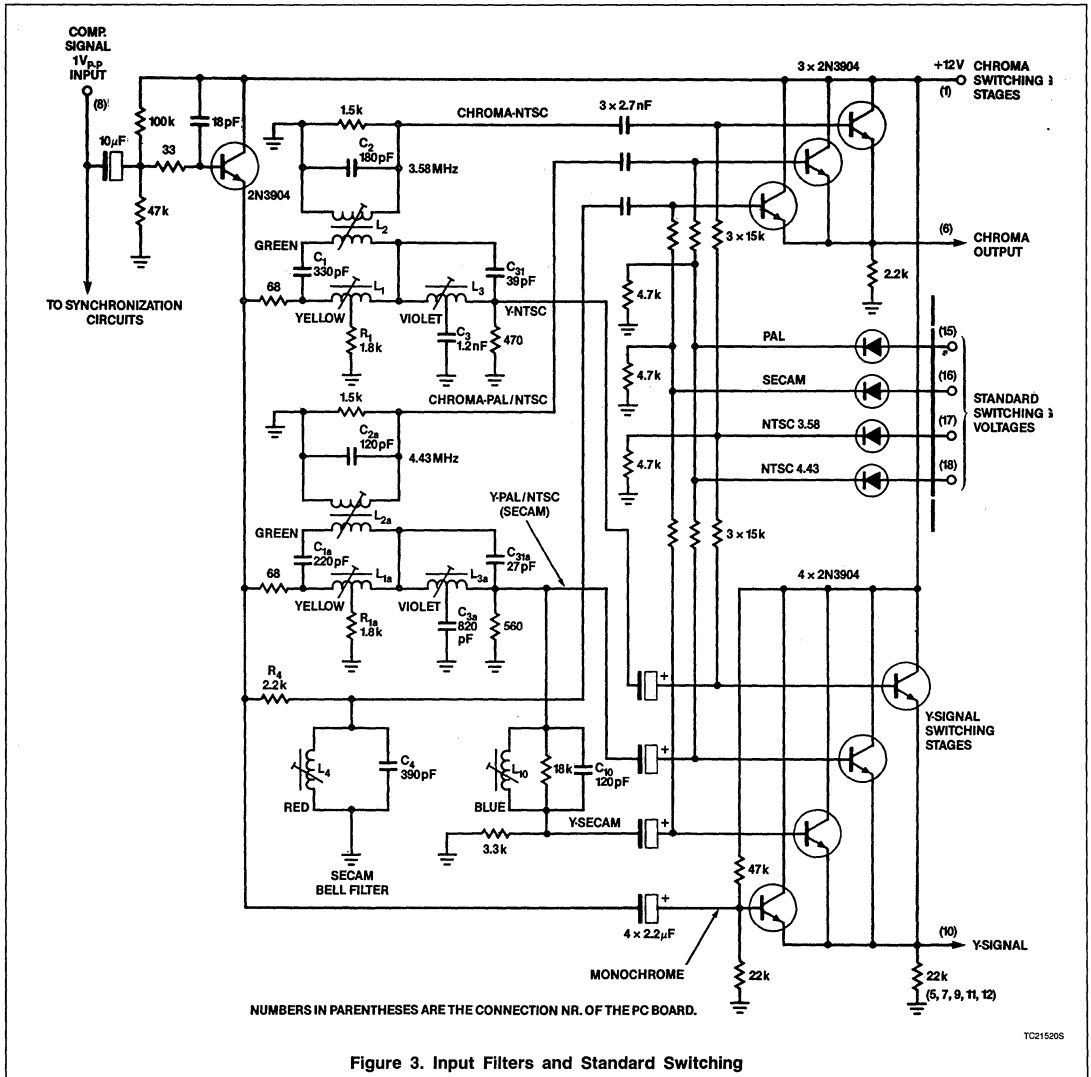 COMP.
SIGNAL
1VP-P
INPUT
(8)
100k
18pF
10µF
33
2N3904
47k
TO SYNCHRONIZATION
CIRCUITS
1.5k
CHROMA-NTSC
C2
180pF
3.58MHz
L2
GREEN
C1
330pF
68
L1
YELLOW
R1
1.8k
L3
VIOLET
C31
39pF
Y-NTSC
C3
1.2nF
470
1.5k
CHROMA-PAL/NTSC
C2a
120pF
4.43MHz
L2a
GREEN
C1a
220pF
68
L1a
YELLOW
R1a
1.8k
L3a
VIOLET
C31a
27pF
Y-PAL/NTSC
(SECAM)
C3a
820
pF
560
R4
2.2k
L4
RED
C4
390pF
SECAM
BELL FILTER
L10
BLUE
18k
C10
120pF
Y-SECAM
3.3k
3 × 2.7nF
3 × 2N3904
+12V
(1)
CHROMA
SWITCHING
STAGES
3 × 15k
(6)
CHROMA
OUTPUT
2.2k
4.7k
4.7k
4.7k
PAL
(15)
SECAM
(16)
NTSC 3.58
(17)
NTSC 4.43
(18)
STANDARD
SWITCHING
VOLTAGES
3 × 15k
4 × 2N3904
+
+
+
+
Y-SIGNAL
SWITCHING
STAGES
47k
4 × 2.2µF
MONOCHROME
22k
(10)
Y-SIGNAL
22k
(5, 7, 9, 11, 12)
NUMBERS IN PARENTHESES ARE THE CONNECTION NR. OF THE PC BOARD.
TC21520S
Figure 3. Input Filters and Standard Switching